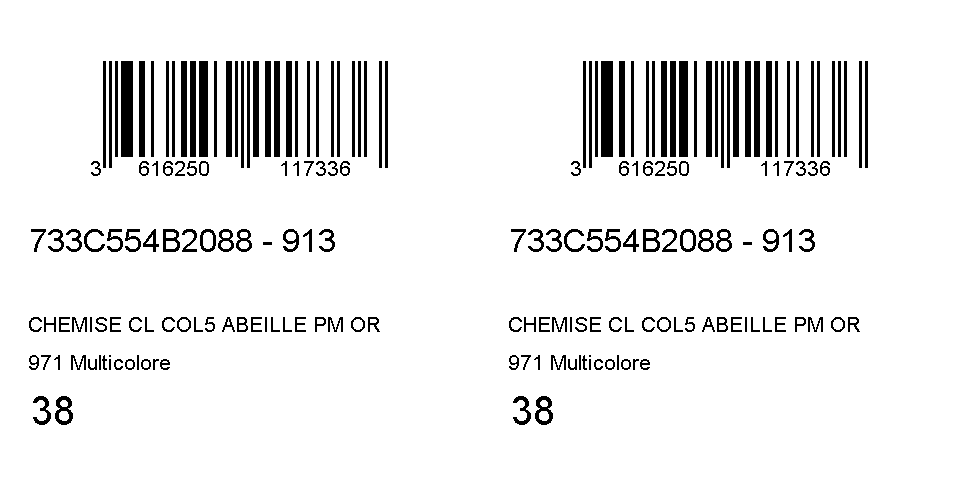 3 616250 117336
733C554B2088 - 913
CHEMISE CL COL5 ABEILLE PM OR
971 Multicolore
38
3 616250 117336
733C554B2088 - 913
CHEMISE CL COL5 ABEILLE PM OR
971 Multicolore
38